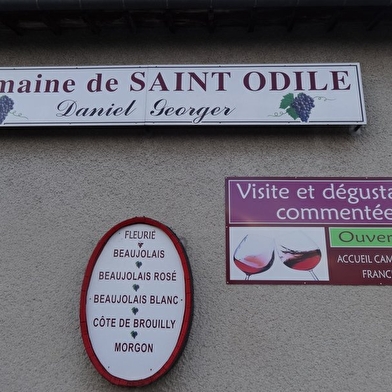 maine de SAINT ODILE
Daniel Georger
Visite et dégusta
commentée
Ouver
ACCUEIL CAM
FRANC
FLEURIE
BEAUJOLAIS
BEAUJOLAIS ROSÉ
BEAUJOLAIS BLANC
CÔTE DE BROUILLY
MORGON